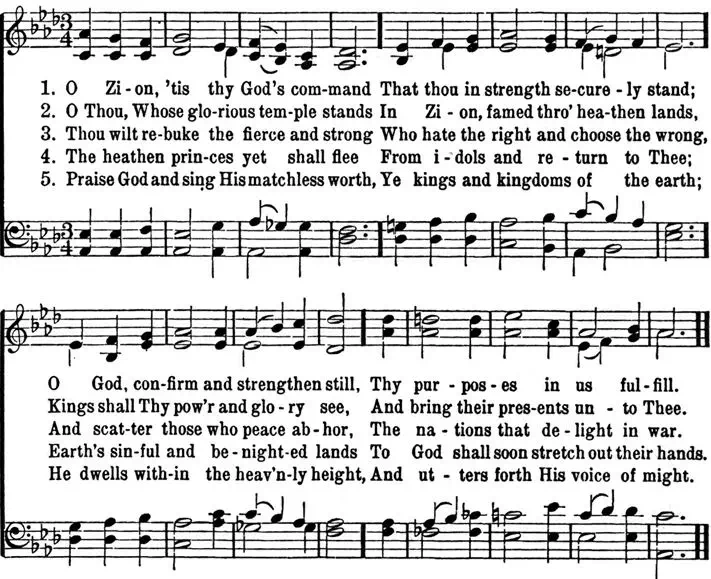 3 4
1. O Zi - on, 'tis thy God's com-mand That thou in strength se-cure - ly stand;
2. O Thou, Whose glo-rious tem-ple stands In Zi - on, famed thro' hea-then lands,
3. Thou wilt re-buke the fierce and strong Who hate the right and choose the wrong,
4. The heathen prin-ces yet shall flee From i - dols and re - turn to Thee;
5. Praise God and sing His matchless worth, Ye kings and kingdoms of the earth;
3 4
O God, con-firm and strengthen still, Thy pur - pos - es in us ful-fill.
Kings shall Thy pow'r and glo - ry see, And bring their pres-ents un - to Thee.
And scat-ter those who peace ab-hor, The na - tions that de - light in war.
Earth's sin-ful and be - night-ed lands To God shall soon stretch out their hands.
He dwells with-in the heav'n-ly height, And ut - ters forth His voice of might.